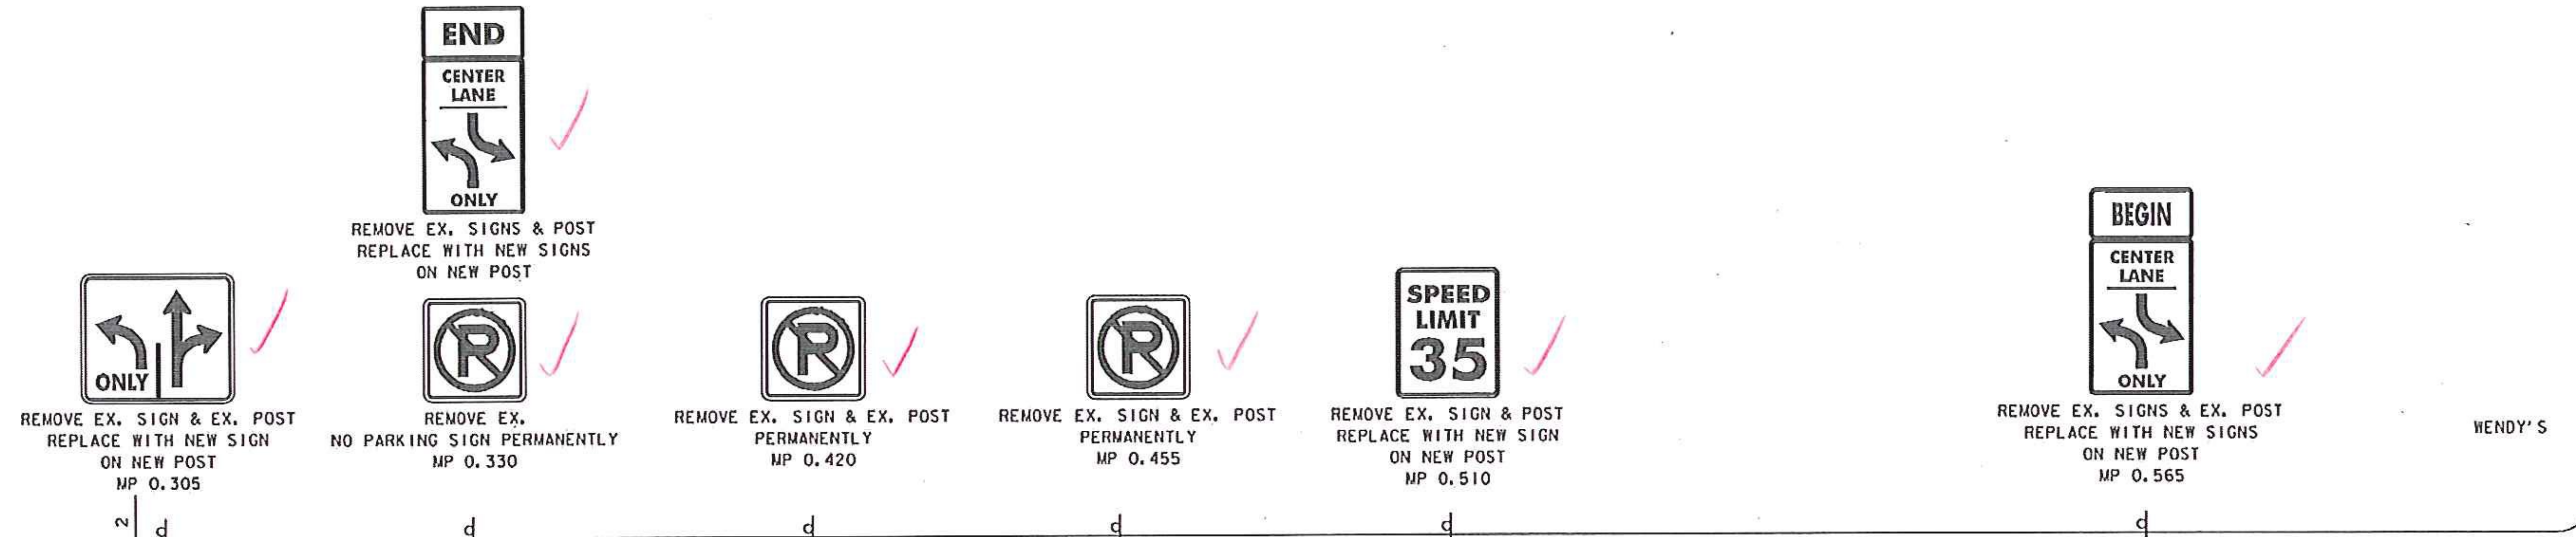 END
CENTER
LANE
ONLY
REMOVE EX. SIGNS & POST
REPLACE WITH NEW SIGNS
ON NEW POST
ONLY
REMOVE EX. SIGN & EX. POST
REPLACE WITH NEW SIGN
ON NEW POST
MP 0.305
P
REMOVE EX.
NO PARKING SIGN PERMANENTLY
MP 0.330
P
REMOVE EX. SIGN & EX. POST
PERMANENTLY
MP 0.420
P
REMOVE EX. SIGN & EX. POST
PERMANENTLY
MP 0.455
SPEED
LIMIT
35
REMOVE EX. SIGN & POST
REPLACE WITH NEW SIGN
ON NEW POST
MP 0.510
BEGIN
CENTER
LANE
ONLY
REMOVE EX. SIGNS & EX. POST
REPLACE WITH NEW SIGNS
ON NEW POST
MP 0.565
WENDY'S
2